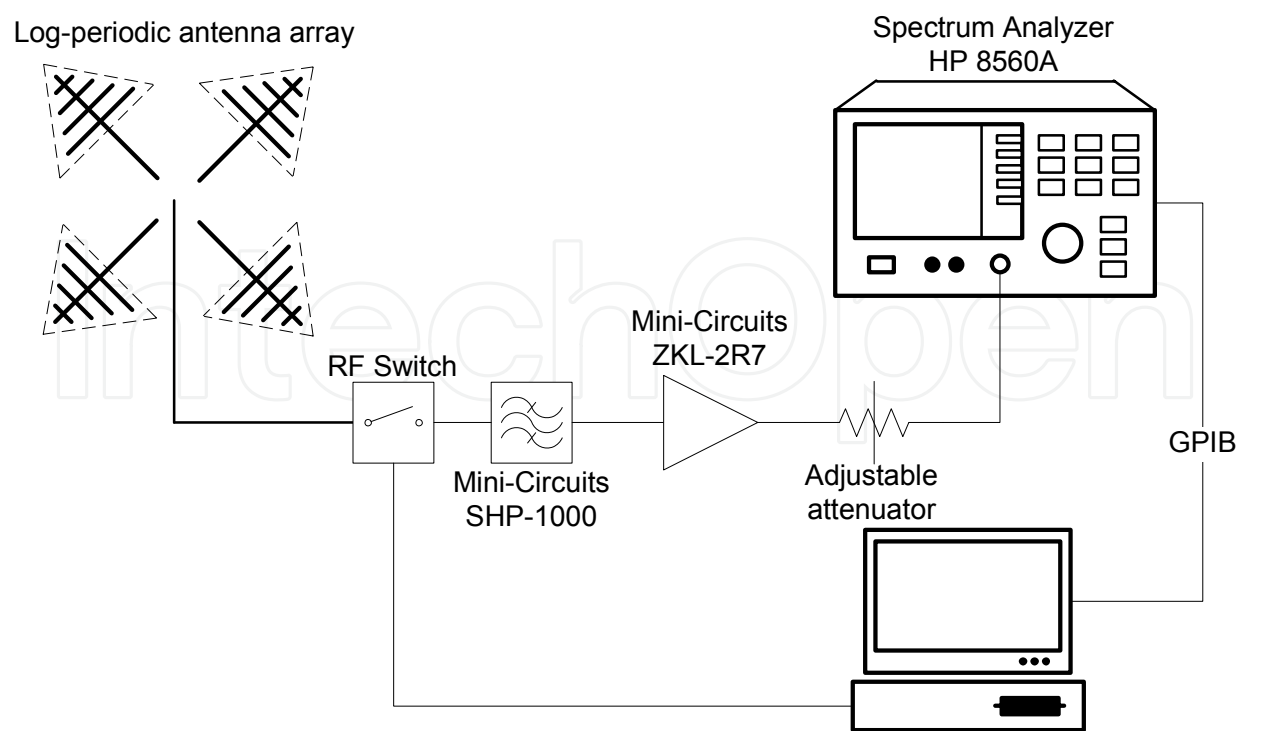 Log-periodic antenna array
Spectrum Analyzer
HP 8560A
Mini-Circuits
ZKL-2R7
RF Switch
Mini-Circuits
SHP-1000
Adjustable
attenuator
GPIB
IntechOpen